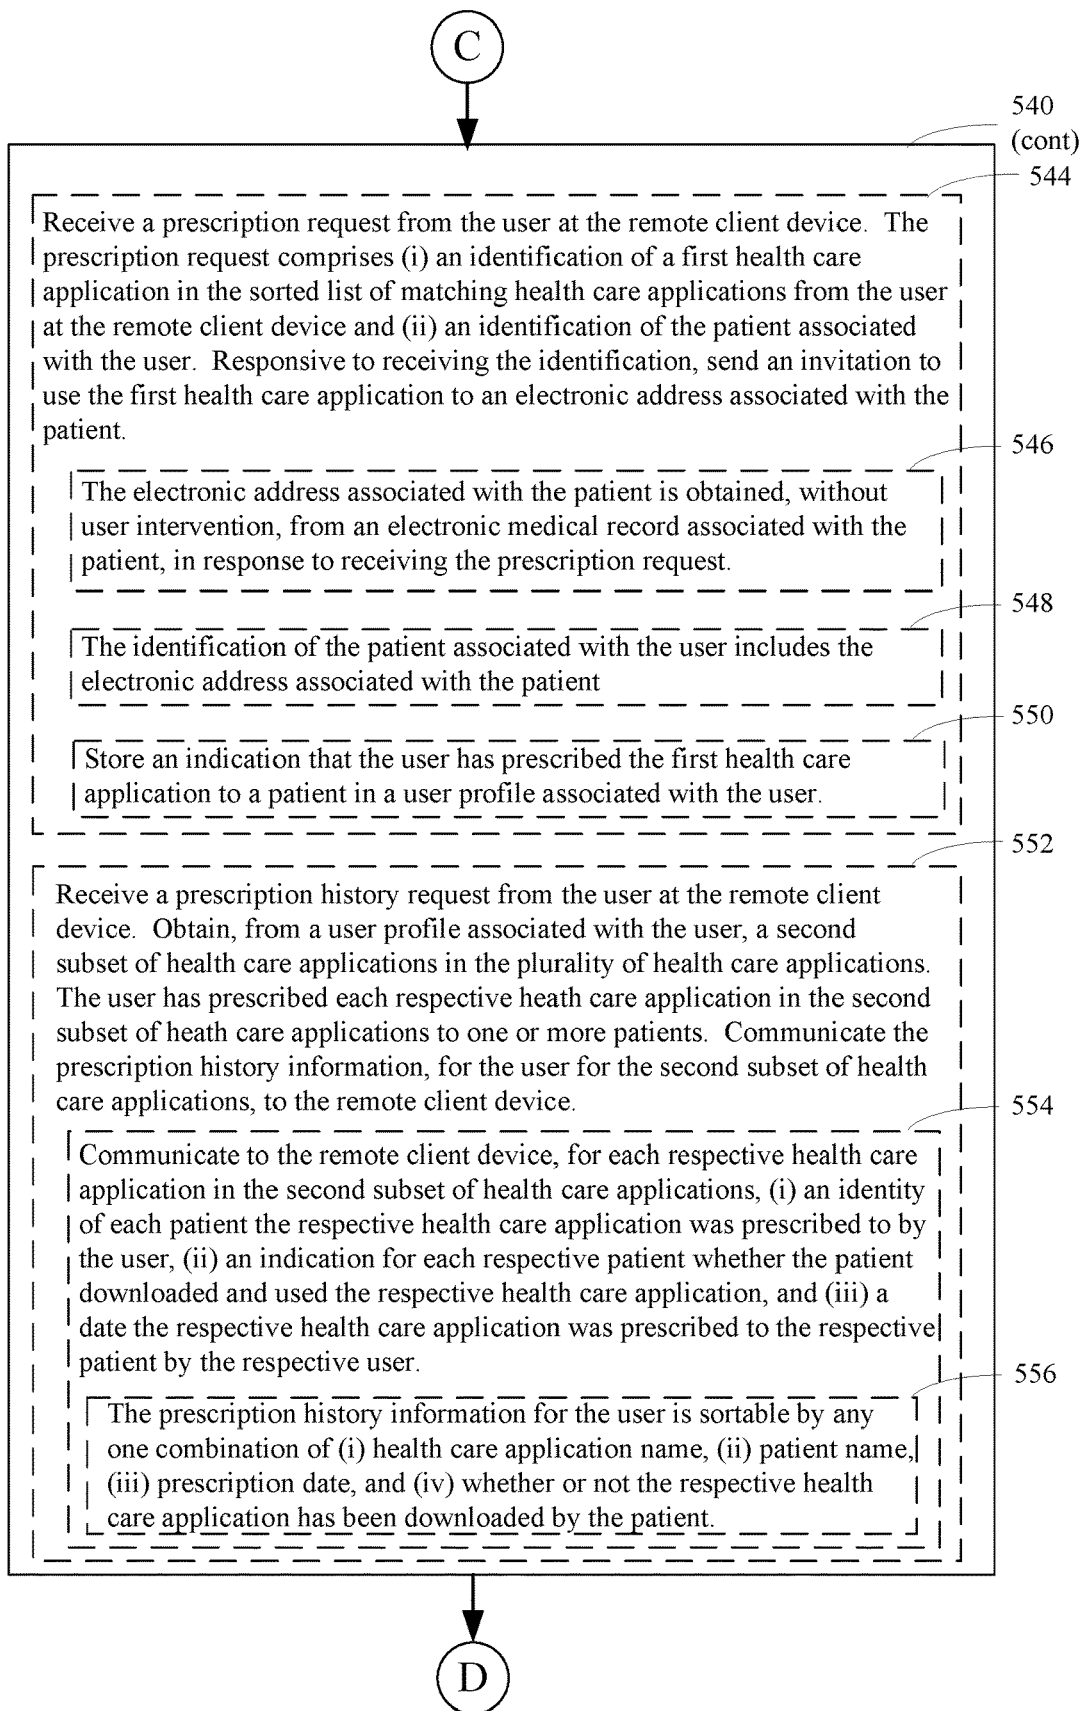 C
540
(cont)
544
Receive a prescription request from the user at the remote client device. The
prescription request comprises (i) an identification of a first health care
application in the sorted list of matching health care applications from the user
at the remote client device and (ii) an identification of the patient associated
with the user. Responsive to receiving the identification, send an invitation to
use the first health care application to an electronic address associated with the
patient.
546
The electronic address associated with the patient is obtained, without
user intervention, from an electronic medical record associated with the
patient, in response to receiving the prescription request.
548
The identification of the patient associated with the user includes the
electronic address associated with the patient
550
Store an indication that the user has prescribed the first health care
application to a patient in a user profile associated with the user.
552
Receive a prescription history request from the user at the remote client
device. Obtain, from a user profile associated with the user, a second
subset of health care applications in the plurality of health care applications.
The user has prescribed each respective heath care application in the second
subset of heath care applications to one or more patients. Communicate the
prescription history information, for the user for the second subset of health
care applications, to the remote client device.
554
Communicate to the remote client device, for each respective health care
application in the second subset of health care applications, (i) an identity
of each patient the respective health care application was prescribed to by
the user, (ii) an indication for each respective patient whether the patient
downloaded and used the respective health care application, and (iii) a
date the respective health care application was prescribed to the respective
patient by the respective user.
556
The prescription history information for the user is sortable by any
one combination of (i) health care application name, (ii) patient name,
(iii) prescription date, and (iv) whether or not the respective health
care application has been downloaded by the patient.
D